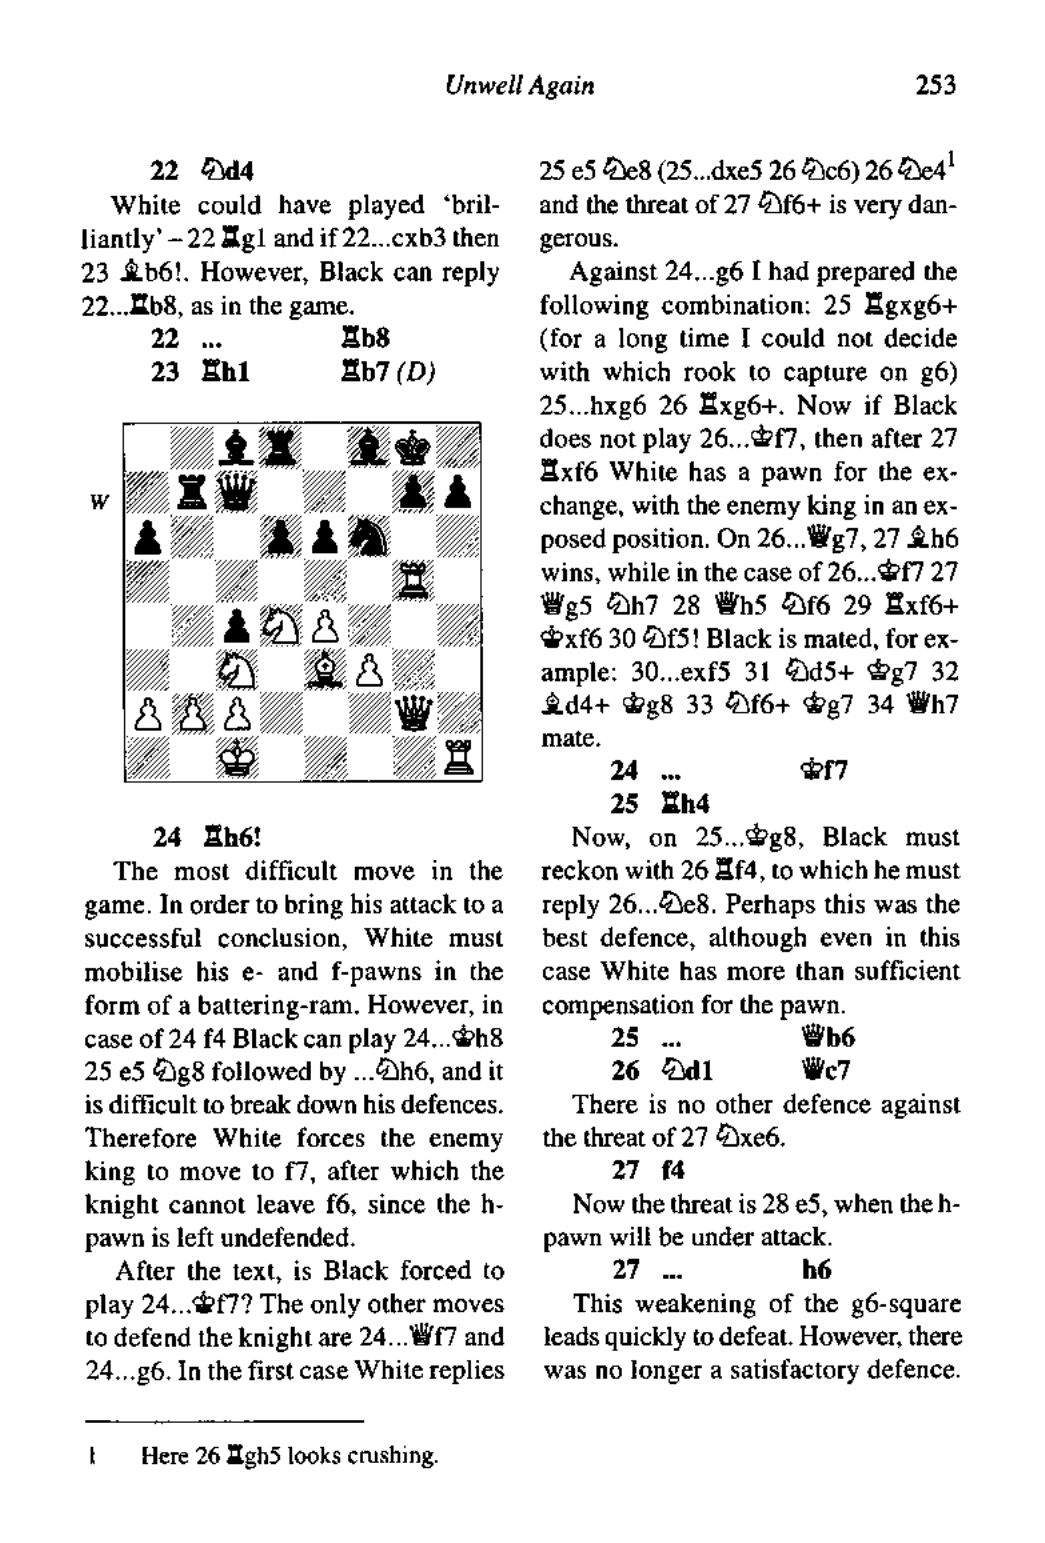 Unwell Again 253
22 ♘d4
White could have played ‘bril-
liantly’ – 22 ♖g1 and if 22...cxb3 then
23 ♗b6!. However, Black can reply
22...♖b8, as in the game.
22 ... ♖b8
23 ♖h1 ♖b7 (D)
W
24 ♖h6!
The most difficult move in the
game. In order to bring his attack to a
successful conclusion, White must
mobilise his e- and f-pawns in the
form of a battering-ram. However, in
case of 24 f4 Black can play 24...♔h8
25 e5 ♘g8 followed by ...♘h6, and it
is difficult to break down his defences.
Therefore White forces the enemy
king to move to f7, after which the
knight cannot leave f6, since the h-
pawn is left undefended.
After the text, is Black forced to
play 24...♔f7? The only other moves
to defend the knight are 24...♕f7 and
24...g6. In the first case White replies
25 e5 ♘e8 (25...dxe5 26 ♘c6) 26 ♘e4¹
and the threat of 27 ♘f6+ is very dan-
gerous.
Against 24...g6 I had prepared the
following combination: 25 ♖gxg6+
(for a long time I could not decide
with which rook to capture on g6)
25...hxg6 26 ♖xg6+. Now if Black
does not play 26...♔f7, then after 27
♖xf6 White has a pawn for the ex-
change, with the enemy king in an ex-
posed position. On 26...♕g7, 27 ♗h6
wins, while in the case of 26...♔f7 27
♕g5 ♘h7 28 ♕h5 ♘f6 29 ♖xf6+
♔xf6 30 ♘f5! Black is mated, for ex-
ample: 30...exf5 31 ♘d5+ ♔g7 32
♗d4+ ♔g8 33 ♘f6+ ♔g7 34 ♕h7
mate.
24 ... ♔f7
25 ♖h4
Now, on 25...♔g8, Black must
reckon with 26 ♖f4, to which he must
reply 26...♘e8. Perhaps this was the
best defence, although even in this
case White has more than sufficient
compensation for the pawn.
25 ... ♕b6
26 ♘d1 ♕c7
There is no other defence against
the threat of 27 ♘xe6.
27 f4
Now the threat is 28 e5, when the h-
pawn will be under attack.
27 ... h6
This weakening of the g6-square
leads quickly to defeat. However, there
was no longer a satisfactory defence.
1 Here 26 ♖gh5 looks crushing.